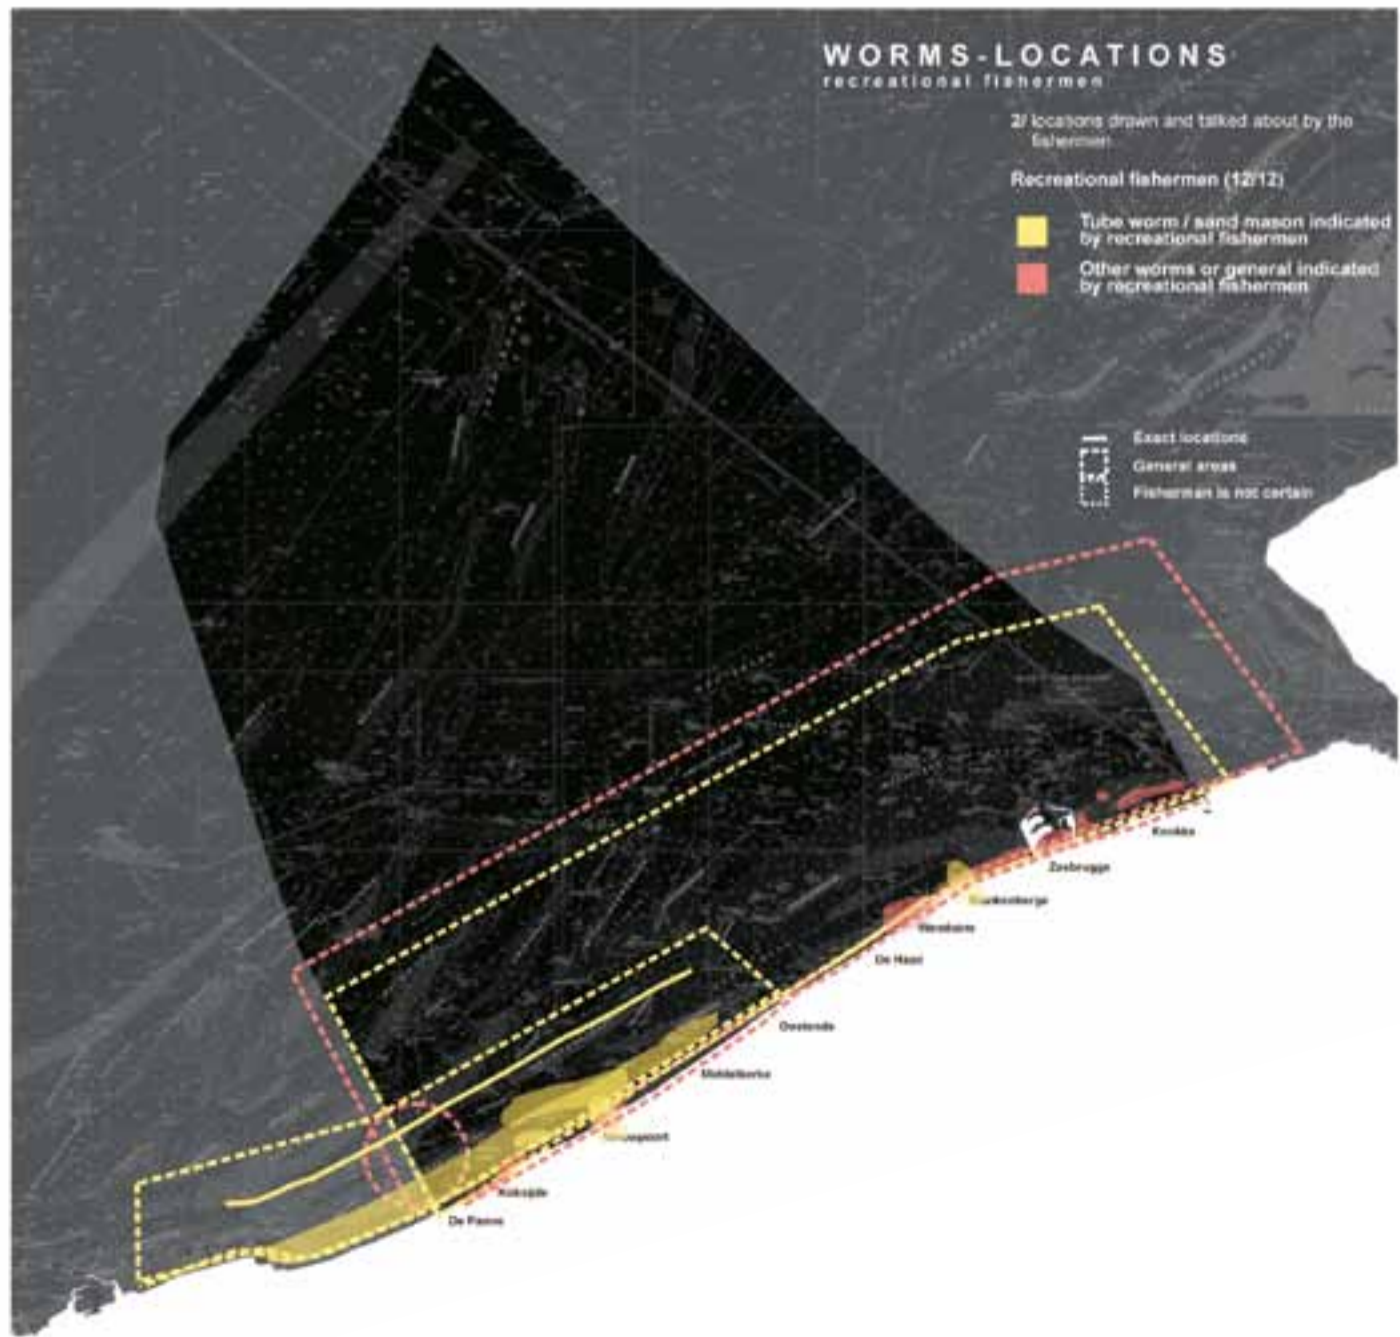 WORMS-LOCATIONS
recreational fishermen
2/ locations drawn and talked about by the
fishermen
Recreational fishermen (12/12)
Tube worm / sand mason indicated
by recreational fishermen
Other worms or general indicated
by recreational fishermen
Exact locations
General areas
Fisherman is not certain
Knokke
Zeebrugge
Blankenberge
Wenduine
De Haan
Oostende
Middelkerke
Koksijde
De Panne